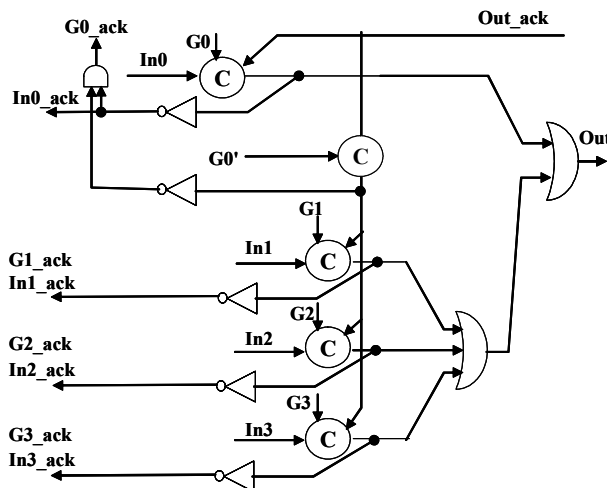 G0_ack
G0
Out_ack
In0
C
In0_ack
Out
G0'
C
G1
In1
C
G1_ack
In1_ack
G2
In2
C
G2_ack
In2_ack
G3
In3
C
G3_ack
In3_ack